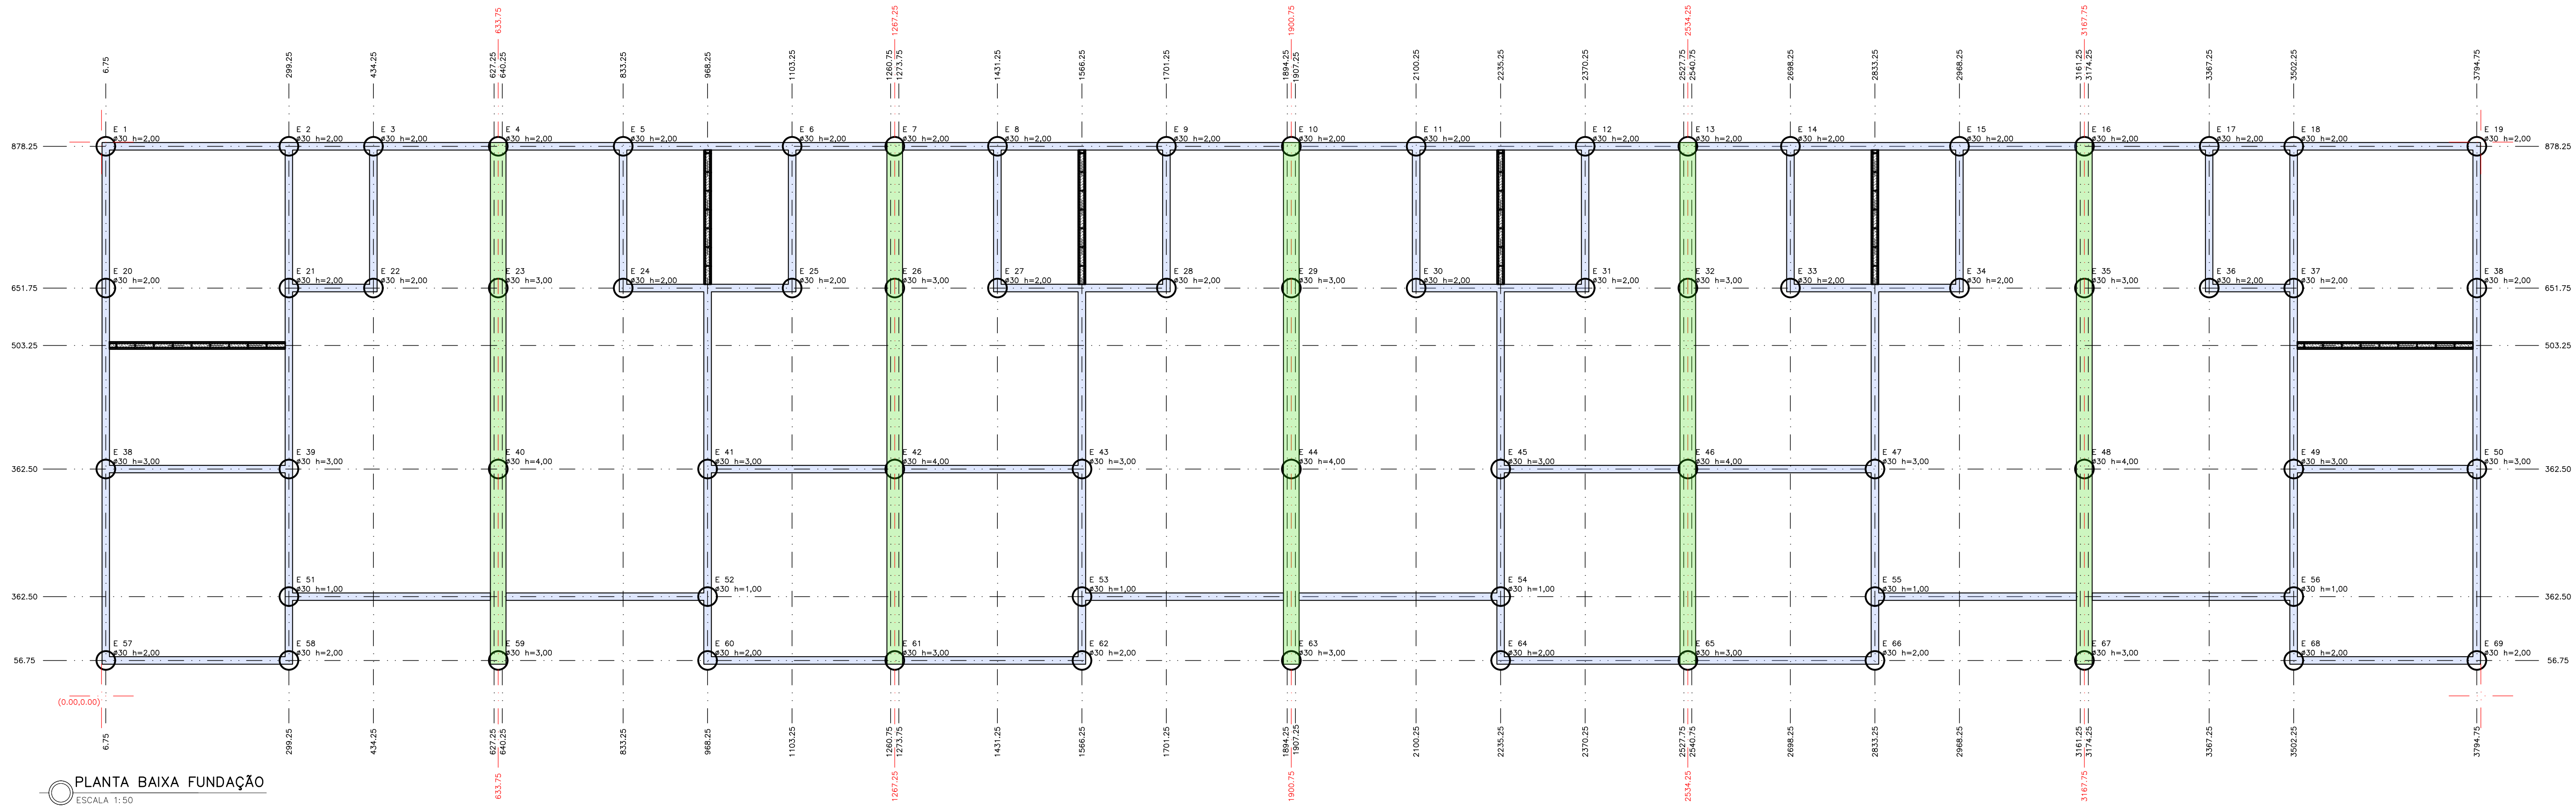 633.75
1267.25
1900.75
2534.25
3167.75
6.75
299.25
434.25
627.25
640.25
833.25
968.25
1103.25
1260.75
1273.75
1431.25
1566.25
1701.25
1894.25
1907.25
2100.25
2235.25
2370.25
2527.75
2540.75
2698.25
2833.25
2968.25
3161.25
3174.25
3367.25
3502.25
3794.75
878.25
E 1
ø30 h=2,00
E 2
ø30 h=2,00
E 3
ø30 h=2,00
E 4
ø30 h=2,00
E 5
ø30 h=2,00
E 6
ø30 h=2,00
E 7
ø30 h=2,00
E 8
ø30 h=2,00
E 9
ø30 h=2,00
E 10
ø30 h=2,00
E 11
ø30 h=2,00
E 12
ø30 h=2,00
E 13
ø30 h=2,00
E 14
ø30 h=2,00
E 15
ø30 h=2,00
E 16
ø30 h=2,00
E 17
ø30 h=2,00
E 18
ø30 h=2,00
E 19
ø30 h=2,00
878.25
651.75
E 20
ø30 h=2,00
E 21
ø30 h=2,00
E 22
ø30 h=2,00
E 23
ø30 h=3,00
E 24
ø30 h=2,00
E 25
ø30 h=2,00
E 26
ø30 h=3,00
E 27
ø30 h=2,00
E 28
ø30 h=2,00
E 29
ø30 h=3,00
E 30
ø30 h=2,00
E 31
ø30 h=2,00
E 32
ø30 h=3,00
E 33
ø30 h=2,00
E 34
ø30 h=2,00
E 35
ø30 h=3,00
E 36
ø30 h=2,00
E 37
ø30 h=2,00
E 38
ø30 h=2,00
651.75
503.25
503.25
362.50
E 38
ø30 h=3,00
E 39
ø30 h=3,00
E 40
ø30 h=4,00
E 41
ø30 h=3,00
E 42
ø30 h=4,00
E 43
ø30 h=3,00
E 44
ø30 h=4,00
E 45
ø30 h=3,00
E 46
ø30 h=4,00
E 47
ø30 h=3,00
E 48
ø30 h=4,00
E 49
ø30 h=3,00
E 50
ø30 h=3,00
362.50
362.50
E 51
ø30 h=1,00
E 52
ø30 h=1,00
E 53
ø30 h=1,00
E 54
ø30 h=1,00
E 55
ø30 h=1,00
E 56
ø30 h=1,00
362.50
56.75
E 57
ø30 h=2,00
E 58
ø30 h=2,00
E 59
ø30 h=3,00
E 60
ø30 h=2,00
E 61
ø30 h=3,00
E 62
ø30 h=2,00
E 63
ø30 h=3,00
E 64
ø30 h=2,00
E 65
ø30 h=3,00
E 66
ø30 h=2,00
E 67
ø30 h=3,00
E 68
ø30 h=2,00
E 69
ø30 h=2,00
56.75
(0.00,0.00)
6.75
299.25
434.25
627.25
640.25
833.25
968.25
1103.25
1260.75
1273.75
1431.25
1566.25
1701.25
1894.25
1907.25
2100.25
2235.25
2370.25
2527.75
2540.75
2698.25
2833.25
2968.25
3161.25
3174.25
3367.25
3502.25
3794.75
633.75
1267.25
1900.75
2534.25
3167.75
PLANTA BAIXA FUNDAÇÃO
ESCALA 1:50